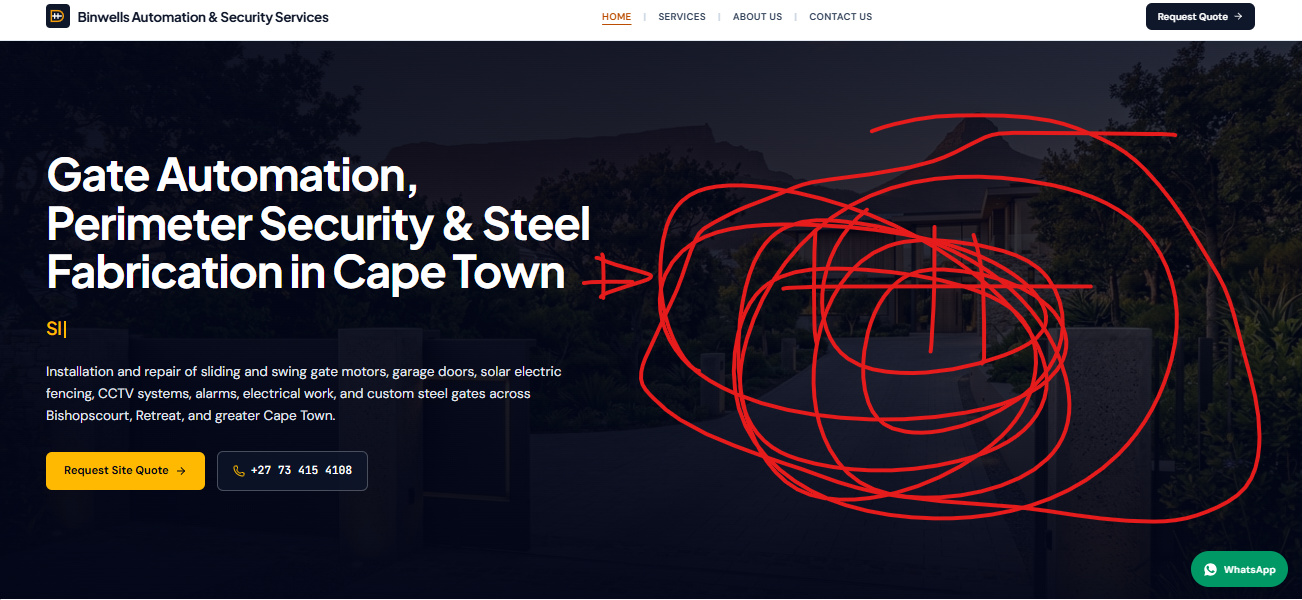 Binwells Automation & Security Services
HOME | SERVICES | ABOUT US | CONTACT US
Request Quote →
Gate Automation,
Perimeter Security & Steel
Fabrication in Cape Town
Sl|
Installation and repair of sliding and swing gate motors, garage doors, solar electric
fencing, CCTV systems, alarms, electrical work, and custom steel gates across
Bishopscourt, Retreat, and greater Cape Town.
Request Site Quote →
+27 73 415 4108
WhatsApp